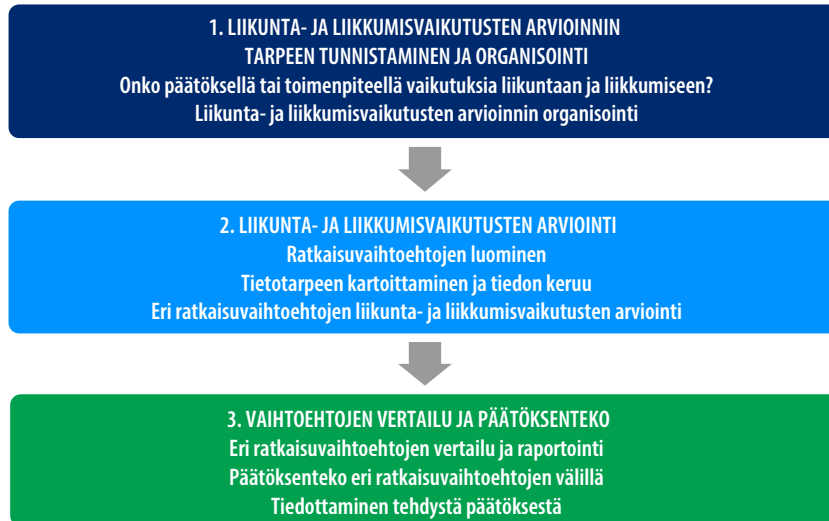 1. LIIKUNTA- JA LIIKKUMISVAIKUTUSTEN ARVIOINNIN
TARPEEN TUNNISTAMINEN JA ORGANISOINTI
Onko päätöksellä tai toimenpiteellä vaikutuksia liikuntaan ja liikkumiseen?
Liikunta- ja liikkumisvaikutusten arvioinnin organisointi
2. LIIKUNTA- JA LIIKKUMISVAIKUTUSTEN ARVIOINTI
Ratkaisuvaihtoehtojen luominen
Tietotarpeen kartoittaminen ja tiedon keruu
Eri ratkaisuvaihtoehtojen liikunta- ja liikkumisvaikutusten arviointi
3. VAIHTOEHTOJEN VERTAILU JA PÄÄTÖKSENTEKO
Eri ratkaisuvaihtoehtojen vertailu ja raportointi
Päätöksenteko eri ratkaisuvaihtoehtojen välillä
Tiedottaminen tehdystä päätöksestä